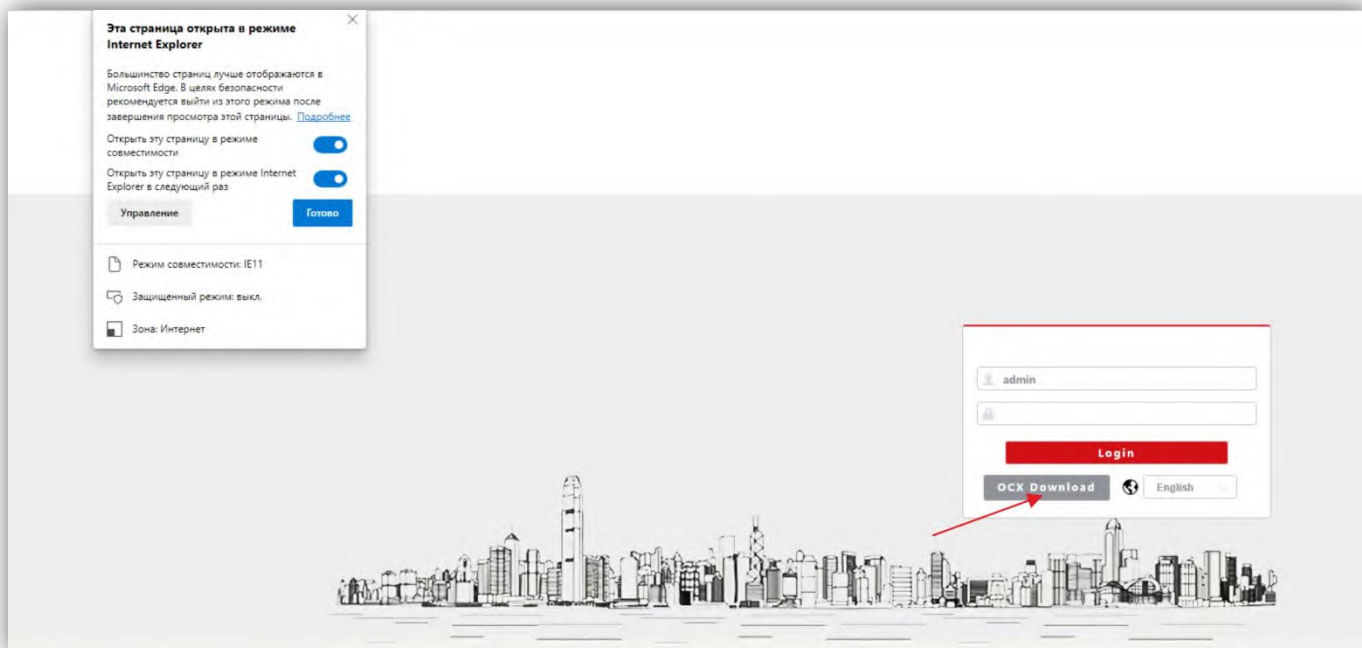 Эта страница открыта в режиме
Internet Explorer
Большинство страниц лучше отображаются в
Microsoft Edge. В целях безопасности
рекомендуется выйти из этого режима после
завершения просмотра этой страницы. Подробнее
Открыть эту страницу в режиме
совместимости
Открыть эту страницу в режиме Internet
Explorer в следующий раз
Управление
Готово
Режим совместимости: IE11
Защищенный режим: выкл.
Зона: Интернет
admin
Login
OCX Download
English